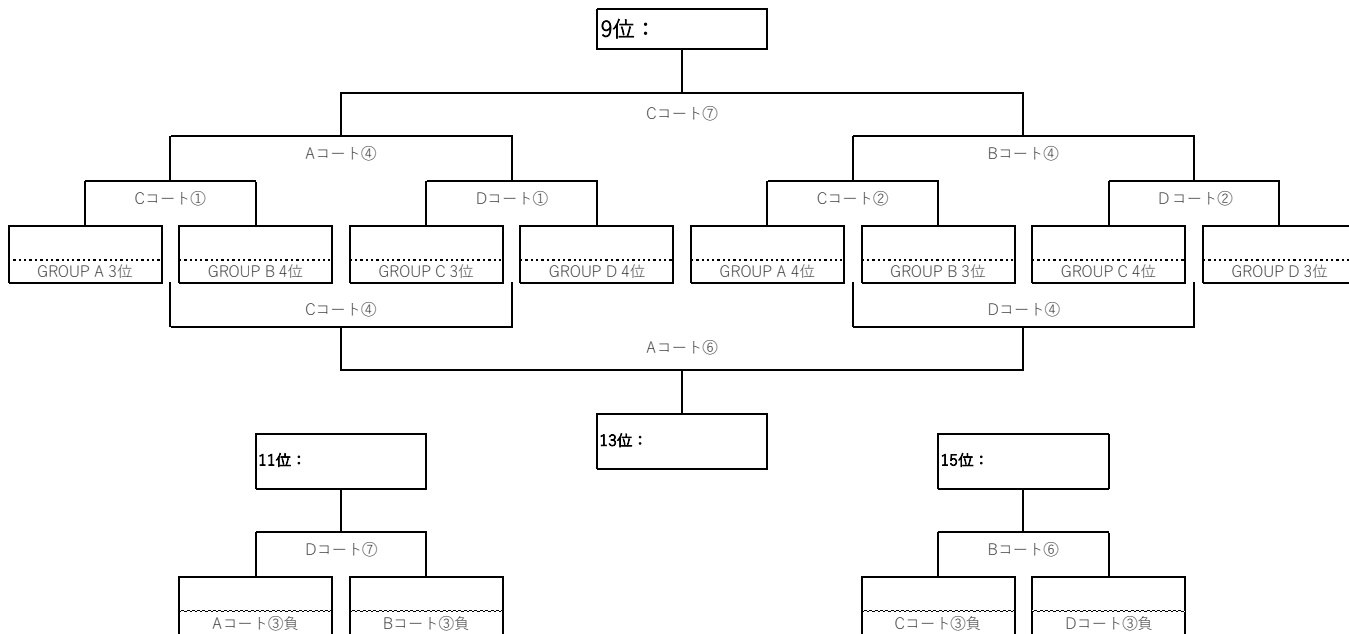 9位：
Cコート⑦
Aコート④
Bコート④
Cコート①
Dコート①
Cコート②
Dコート②
GROUP A 3位
GROUP B 4位
GROUP C 3位
GROUP D 4位
GROUP A 4位
GROUP B 3位
GROUP C 4位
GROUP D 3位
Cコート④
Dコート④
Aコート⑥
13位：
11位：
15位：
Dコート⑦
Bコート⑥
Aコート③負
Bコート③負
Cコート③負
Dコート③負